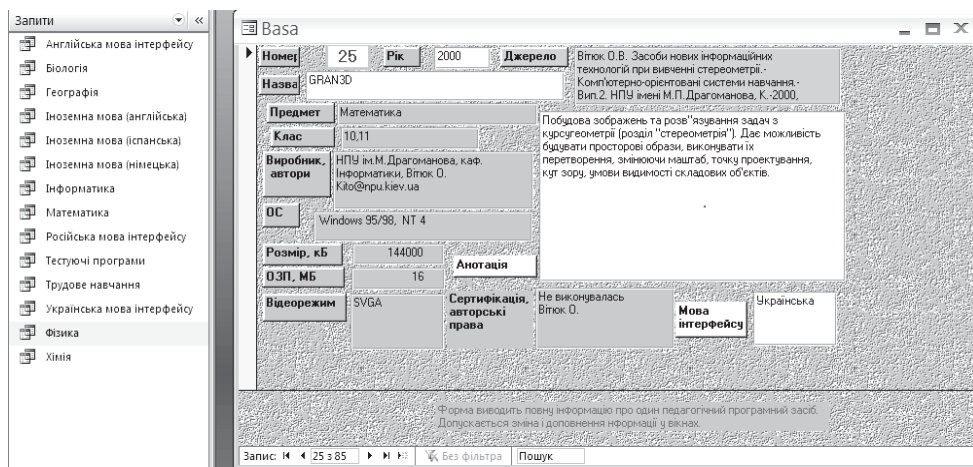 Запити
Англійська мова інтерфейсу
Біологія
Географія
Іноземна мова (англійська)
Іноземна мова (іспанська)
Іноземна мова (німецька)
Інформатика
Математика
Російська мова інтерфейсу
Тестуючі програми
Трудове навчання
Українська мова інтерфейсу
Фізика
Хімія
Basa
Номер 25 Рік 2000 Джерело
Вітюк О.В. Засоби нових інформаційних
технологій при вивченні стереометрії.-
Комп'ютерно-орієнтовані системи навчання.-
Вип.2. НПУ імені М.П.Драгоманова, К.-2000,
Назва GRAN3D
Предмет Математика
Клас 10,11
Виробник,
автори
НПУ ім.М.Драгоманова, каф.
Інформатики, Вітюк О.
Kito@npu.kiev.ua
ОС Windows 95/98, NT 4
Розмір, кБ 144000
ОЗП, МБ 16
Анотація
Побудова зображень та розв"язування задач з
курсугеометрії (розділ "стереометрія"). Дає можливість
будувати просторові образи, виконувати їх
перетворення, змінюючи маштаб, точку проектування,
кут зору, умови видимості складових об'єктів.
Відеорежим SVGA
Сертифікація,
авторські
права
Не виконувалась
Вітюк О.
Мова
інтерфейсу
Українська
Форма виводить повну інформацію про один педагогічний програмний засіб.
Допускається зміна і доповнення нформації у вікнах.
Запис: 25 з 85 Без фільтра Пошук